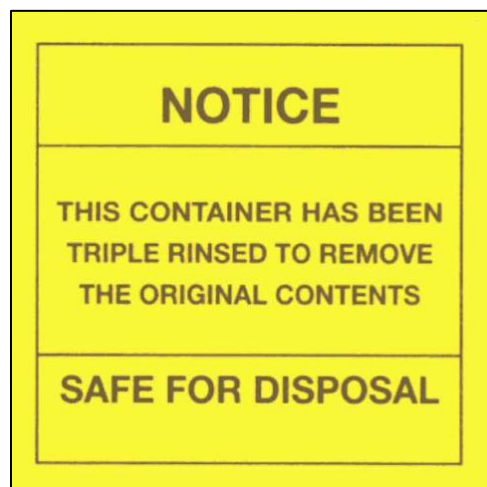 NOTICE
THIS CONTAINER HAS BEEN
TRIPLE RINSED TO REMOVE
THE ORIGINAL CONTENTS
SAFE FOR DISPOSAL